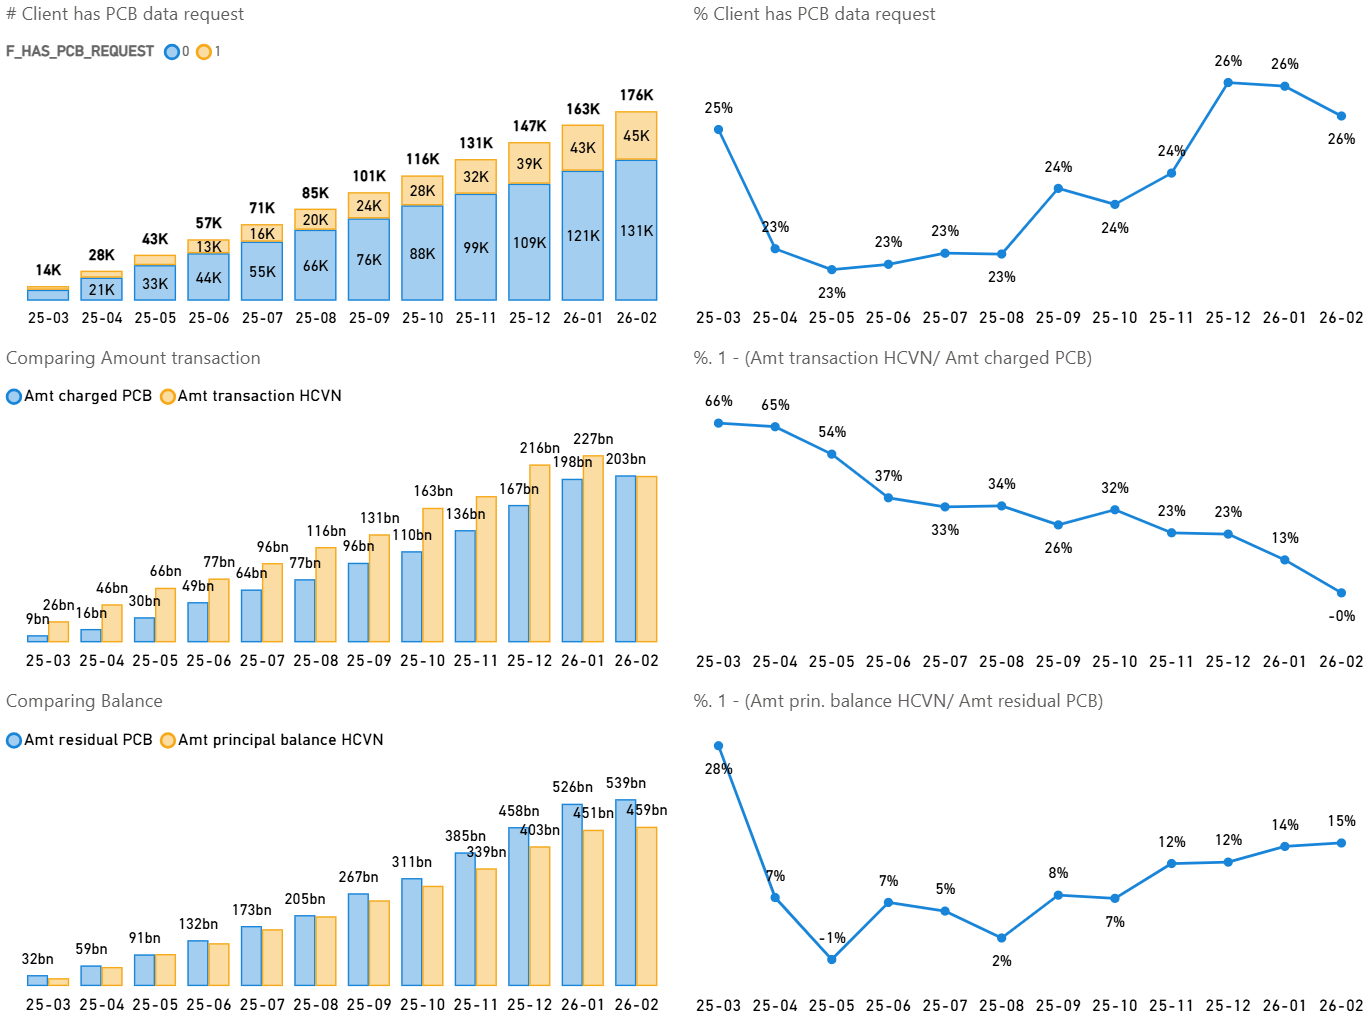 # Client has PCB data request
F_HAS_PCB_REQUEST 0 1
14K 28K 43K 57K 71K 85K 101K 116K 131K 147K 163K 176K
13K 16K 20K 24K 28K 32K 39K 43K 45K
21K 33K 44K 55K 66K 76K 88K 99K 109K 121K 131K
25-03 25-04 25-05 25-06 25-07 25-08 25-09 25-10 25-11 25-12 26-01 26-02
% Client has PCB data request
25% 23% 23% 23% 23% 23% 24% 24% 24% 26% 26% 26%
25-03 25-04 25-05 25-06 25-07 25-08 25-09 25-10 25-11 25-12 26-01 26-02
Comparing Amount transaction
Amt charged PCB Amt transaction HCVN
9bn 26bn 16bn 46bn 30bn 66bn 49bn 77bn 64bn 96bn 77bn 116bn 96bn 131bn 110bn 163bn 136bn 167bn 216bn 198bn 227bn 203bn
25-03 25-04 25-05 25-06 25-07 25-08 25-09 25-10 25-11 25-12 26-01 26-02
%. 1 - (Amt transaction HCVN/ Amt charged PCB)
66% 65% 54% 37% 33% 34% 26% 32% 23% 23% 13% -0%
25-03 25-04 25-05 25-06 25-07 25-08 25-09 25-10 25-11 25-12 26-01 26-02
Comparing Balance
Amt residual PCB Amt principal balance HCVN
32bn 59bn 91bn 132bn 173bn 205bn 267bn 311bn 385bn 339bn 458bn 403bn 526bn 451bn 539bn 459bn
25-03 25-04 25-05 25-06 25-07 25-08 25-09 25-10 25-11 25-12 26-01 26-02
%. 1 - (Amt prin. balance HCVN/ Amt residual PCB)
28% 7% -1% 7% 5% 2% 8% 7% 12% 12% 14% 15%
25-03 25-04 25-05 25-06 25-07 25-08 25-09 25-10 25-11 25-12 26-01 26-02